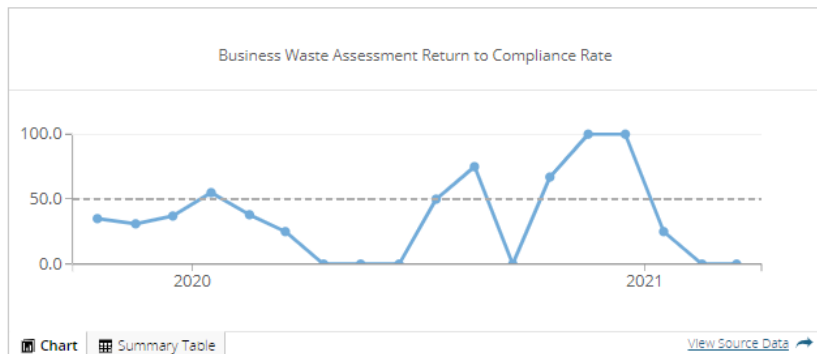 Business Waste Assessment Return to Compliance Rate
100.0
50.0
0.0
2020 2021
Chart Summary Table View Source Data